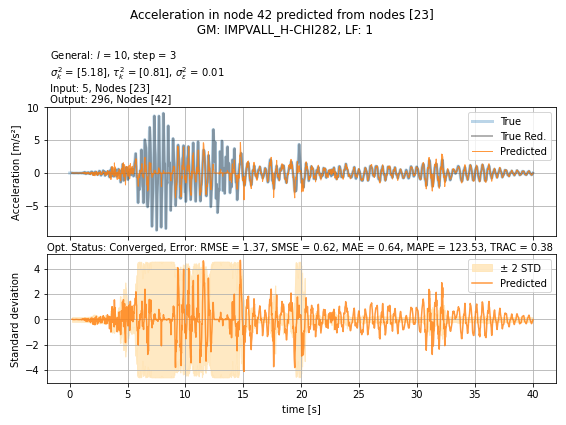 Acceleration in node 42 predicted from nodes [23]
GM: IMPVALL_H-CHI282, LF: 1
General: l = 10, step = 3
σ²ₖ = [5.18], τ²ₖ = [0.81], σ²ε = 0.01
Input: 5, Nodes [23]
Output: 296, Nodes [42]
10
5
0
−5
Acceleration [m/s²]
True
True Red.
Predicted
Opt. Status: Converged, Error: RMSE = 1.37, SMSE = 0.62, MAE = 0.64, MAPE = 123.53, TRAC = 0.38
4
2
0
−2
−4
Standard deviation
± 2 STD
Predicted
0 5 10 15 20 25 30 35 40
time [s]